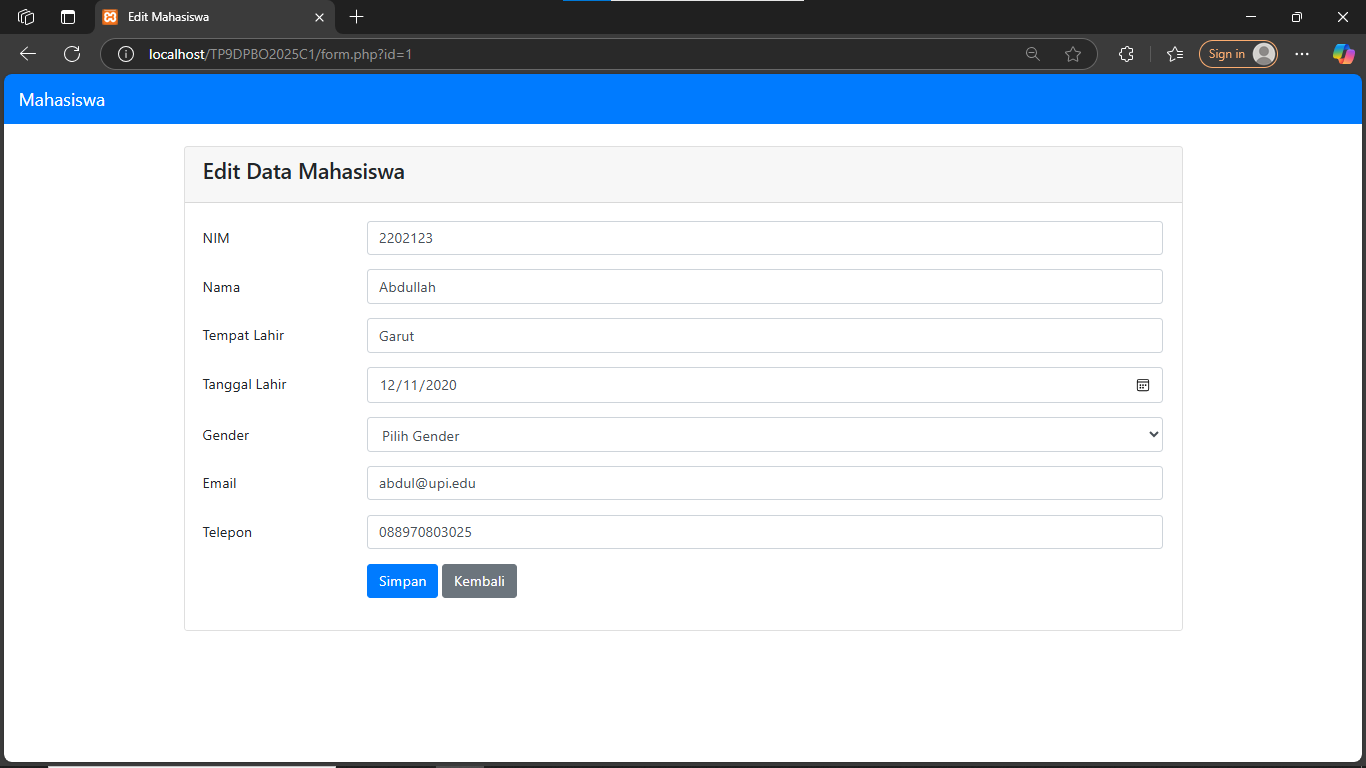 Edit Mahasiswa
localhost/TP9DPBO2025C1/form.php?id=1
Sign in
Mahasiswa
Edit Data Mahasiswa
NIM 2202123
Nama Abdullah
Tempat Lahir Garut
Tanggal Lahir 12/11/2020
Gender Pilih Gender
Email abdul@upi.edu
Telepon 088970803025
Simpan Kembali